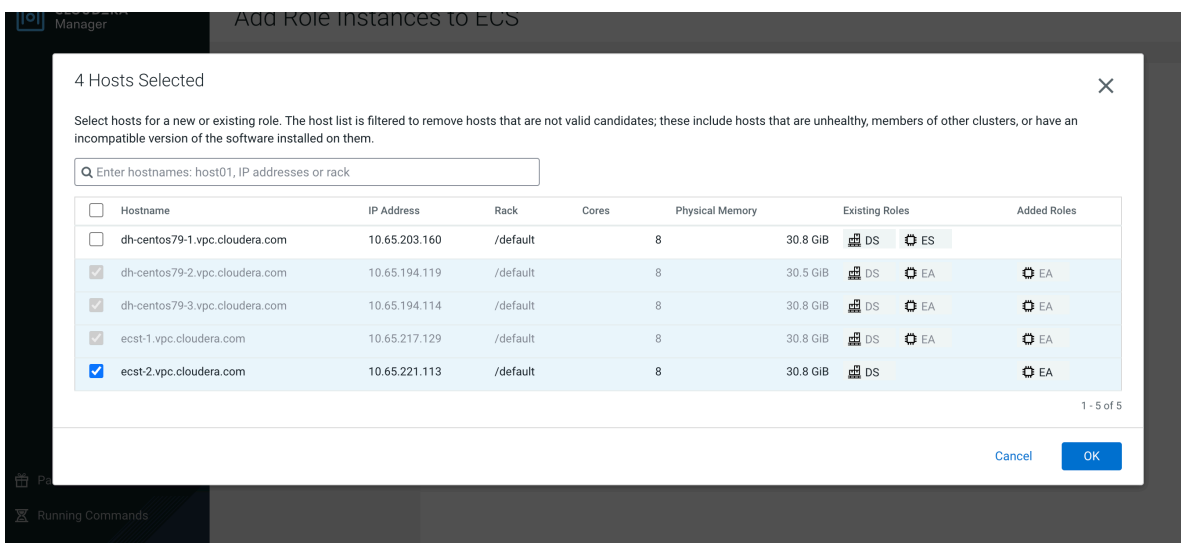 Manager
Add Role Instances to ECS
4 Hosts Selected
Select hosts for a new or existing role. The host list is filtered to remove hosts that are not valid candidates; these include hosts that are unhealthy, members of other clusters, or have an
incompatible version of the software installed on them.
Enter hostnames: host01, IP addresses or rack
Hostname IP Address Rack Cores Physical Memory Existing Roles Added Roles
dh-centos79-1.vpc.cloudera.com 10.65.203.160 /default 8 30.8 GiB DS ES
dh-centos79-2.vpc.cloudera.com 10.65.194.119 /default 8 30.5 GiB DS EA EA
dh-centos79-3.vpc.cloudera.com 10.65.194.114 /default 8 30.8 GiB DS EA EA
ecst-1.vpc.cloudera.com 10.65.217.129 /default 8 30.8 GiB DS EA EA
ecst-2.vpc.cloudera.com 10.65.221.113 /default 8 30.8 GiB DS EA
1 - 5 of 5
Cancel OK
Pa
Running Commands